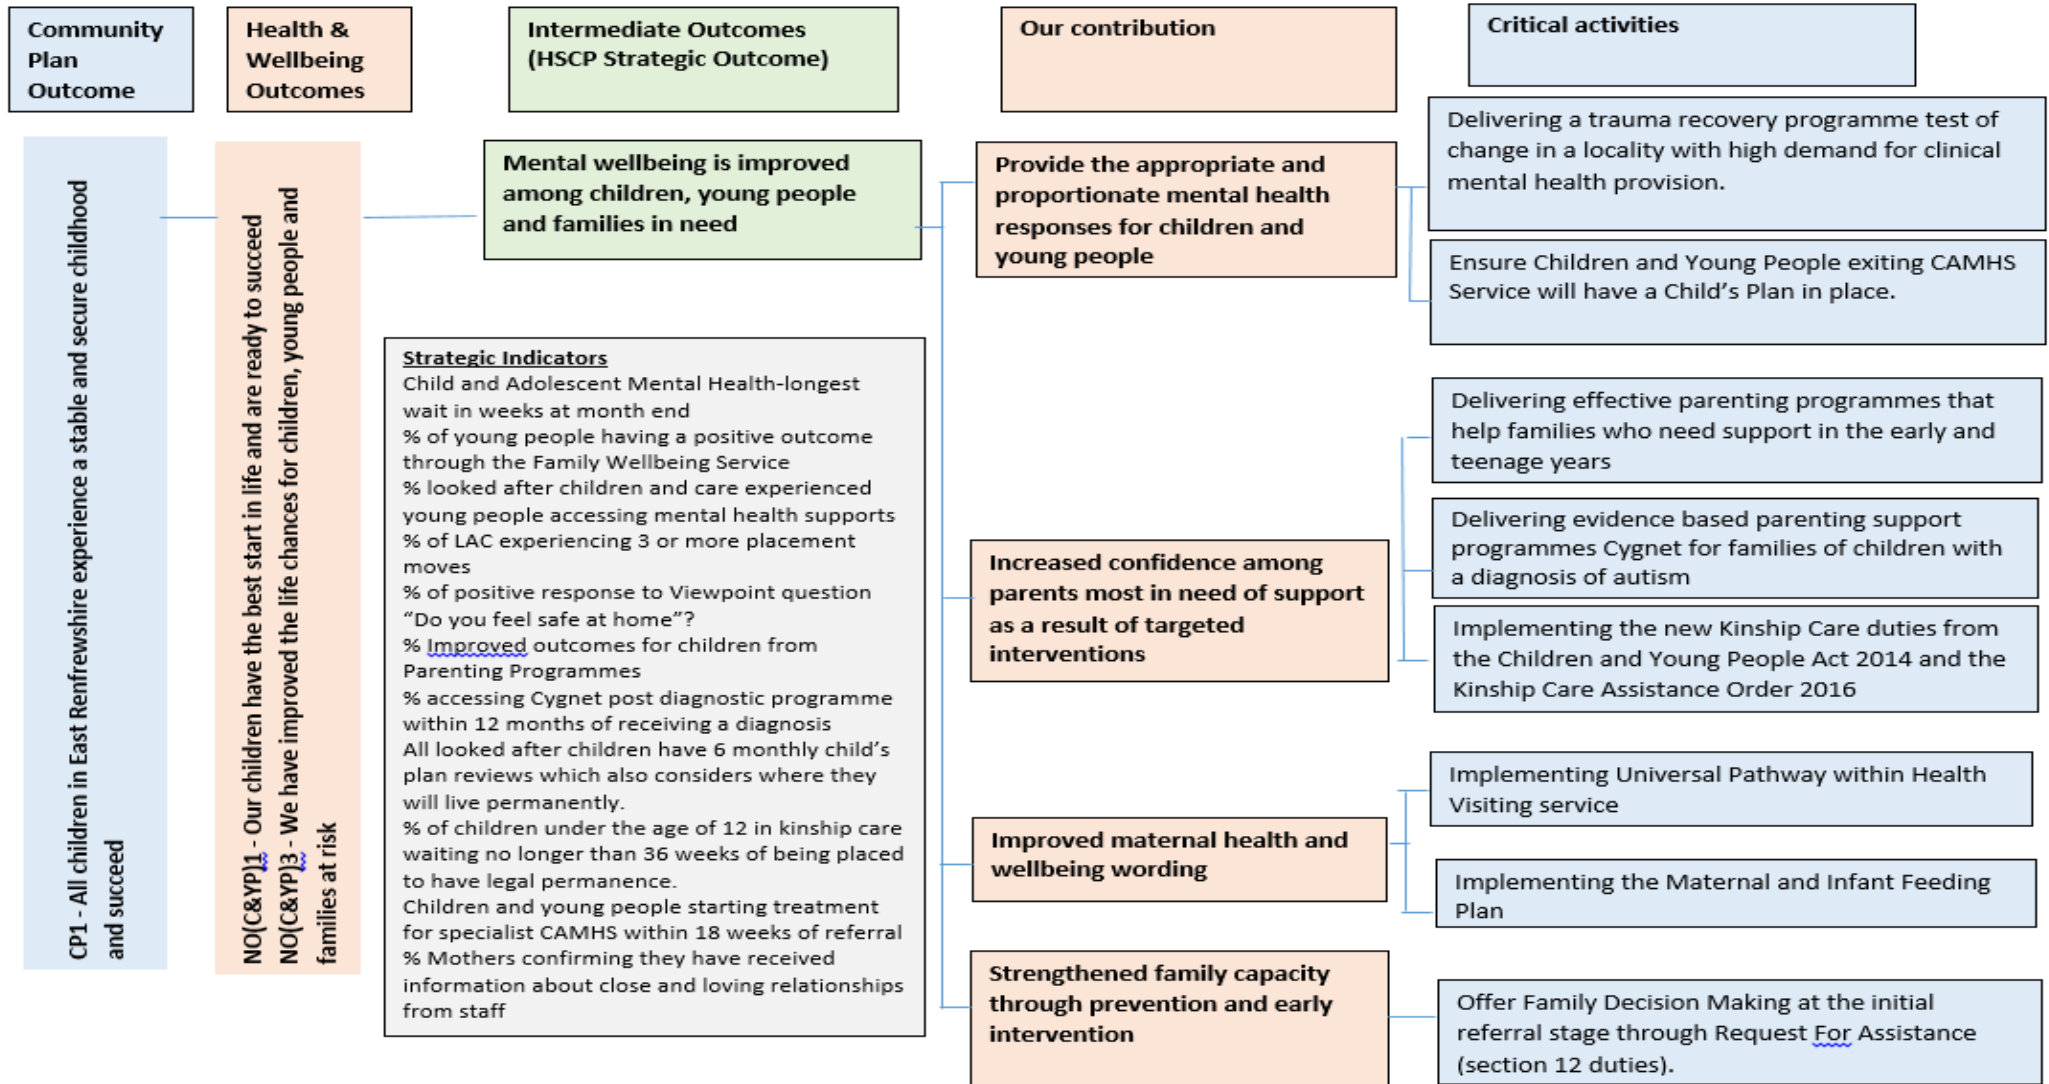 Community
Plan
Outcome
Health &
Wellbeing
Outcomes
Intermediate Outcomes
(HSCP Strategic Outcome)
Our contribution
Critical activities
CP1 - All children in East Renfrewshire experience a stable and secure childhood
and succeed
NO(C&YP)1 - Our children have the best start in life and are ready to succeed
NO(C&YP)3 - We have improved the life chances for children, young people and
families at risk
Mental wellbeing is improved
among children, young people
and families in need
Strategic Indicators
Child and Adolescent Mental Health-longest
wait in weeks at month end
% of young people having a positive outcome
through the Family Wellbeing Service
% looked after children and care experienced
young people accessing mental health supports
% of LAC experiencing 3 or more placement
moves
% of positive response to Viewpoint question
“Do you feel safe at home”?
% Improved outcomes for children from
Parenting Programmes
% accessing Cygnet post diagnostic programme
within 12 months of receiving a diagnosis
All looked after children have 6 monthly child’s
plan reviews which also considers where they
will live permanently.
% of children under the age of 12 in kinship care
waiting no longer than 36 weeks of being placed
to have legal permanence.
Children and young people starting treatment
for specialist CAMHS within 18 weeks of referral
% Mothers confirming they have received
information about close and loving relationships
from staff
Provide the appropriate and
proportionate mental health
responses for children and
young people
Delivering a trauma recovery programme test of
change in a locality with high demand for clinical
mental health provision.
Ensure Children and Young People exiting CAMHS
Service will have a Child’s Plan in place.
Increased confidence among
parents most in need of support
as a result of targeted
interventions
Delivering effective parenting programmes that
help families who need support in the early and
teenage years
Delivering evidence based parenting support
programmes Cygnet for families of children with
a diagnosis of autism
Implementing the new Kinship Care duties from
the Children and Young People Act 2014 and the
Kinship Care Assistance Order 2016
Improved maternal health and
wellbeing wording
Implementing Universal Pathway within Health
Visiting service
Implementing the Maternal and Infant Feeding
Plan
Strengthened family capacity
through prevention and early
intervention
Offer Family Decision Making at the initial
referral stage through Request For Assistance
(section 12 duties).